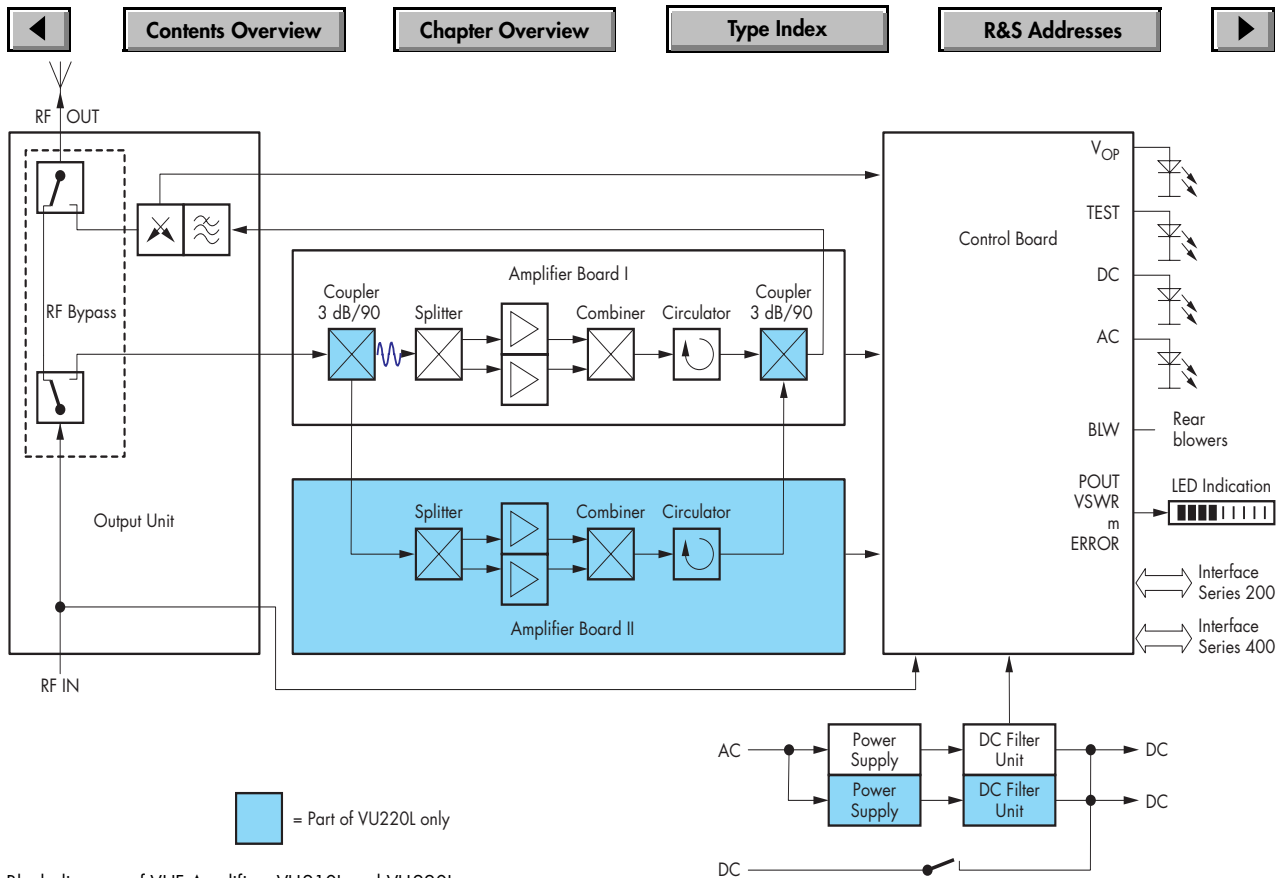 Contents Overview
Chapter Overview
Type Index
R&S Addresses
RF OUT
RF Bypass
Output Unit
RF IN
Amplifier Board I
Coupler
3 dB/90
Splitter
Combiner
Circulator
Coupler
3 dB/90
Splitter
Combiner
Circulator
Amplifier Board II
Control Board
VOP
TEST
DC
AC
BLW
Rear
blowers
POUT
VSWR
m
ERROR
LED Indication
Interface
Series 200
Interface
Series 400
AC
Power
Supply
DC Filter
Unit
DC
Power
Supply
DC Filter
Unit
DC
DC
= Part of VU220L only